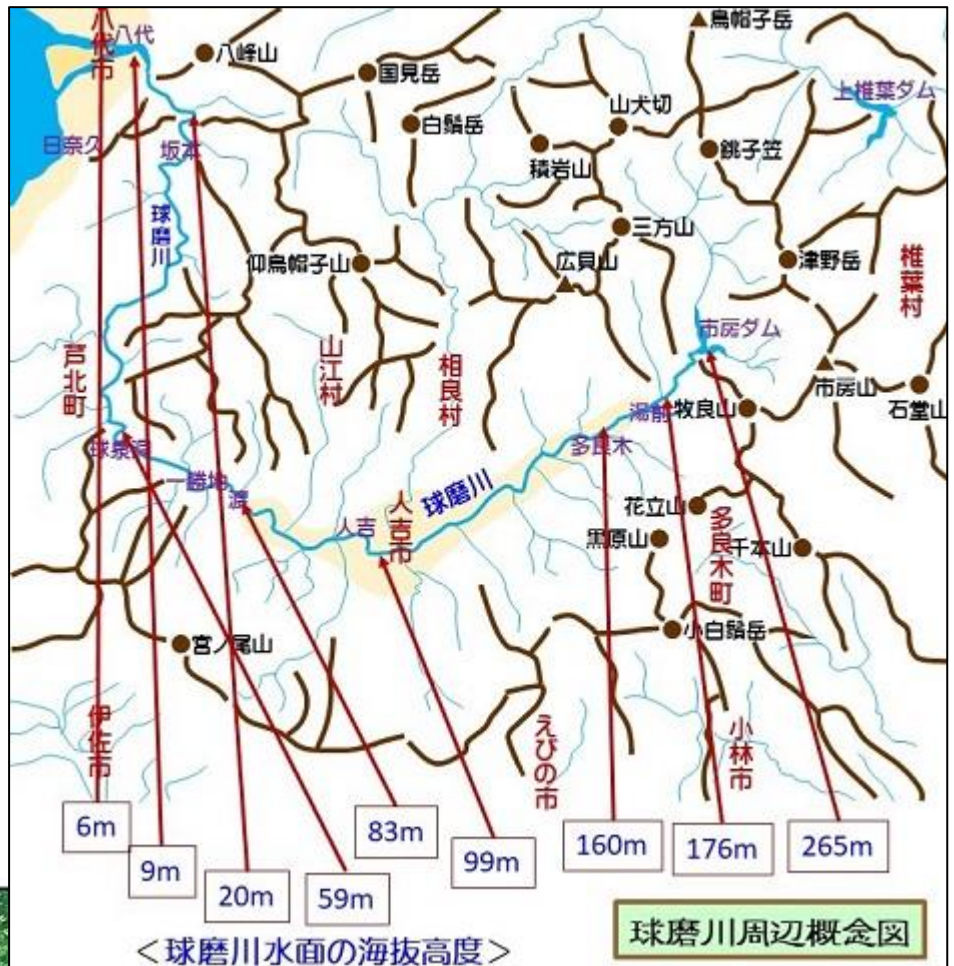 八代市
八代
八峰山
国見岳
烏帽子岳
上椎葉ダム
日奈久
坂本
白鬚岳
山犬切
積岩山
銚子笠
球磨川
仰烏帽子山
広貝山
三方山
津野岳
椎葉村
芦北町
山江村
相良村
市房ダム
市房山
石堂山
湯前
牧良山
球泉洞
一勝地
渡
人吉
人吉市
球磨川
多良木
花立山
黒原山
多良木町
千本山
宮ノ尾山
小白鬚岳
伊佐市
えびの市
小林市
6m
9m
20m
59m
83m
99m
160m
176m
265m
<球磨川水面の海抜高度>
球磨川周辺概念図